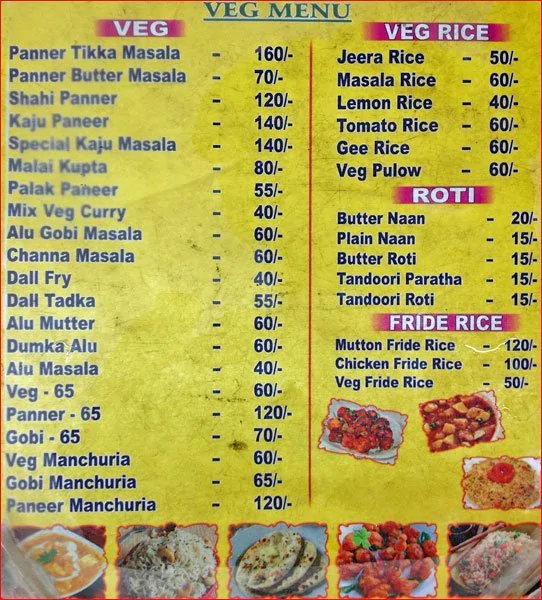 VEG MENU
VEG
Panner Tikka Masala - 160/-
Panner Butter Masala - 70/-
Shahi Panner - 120/-
Kaju Paneer - 140/-
Special Kaju Masala - 140/-
Malai Kupta - 80/-
Palak Paneer - 55/-
Mix Veg Curry - 40/-
Alu Gobi Masala - 60/-
Channa Masala - 60/-
Dall Fry - 40/-
Dall Tadka - 55/-
Alu Mutter - 60/-
Dumka Alu - 60/-
Alu Masala - 40/-
Veg - 65 - 60/-
Panner - 65 - 120/-
Gobi - 65 - 70/-
Veg Manchuria - 60/-
Gobi Manchuria - 65/-
Paneer Manchuria - 120/-
VEG RICE
Jeera Rice - 50/-
Masala Rice - 60/-
Lemon Rice - 40/-
Tomato Rice - 60/-
Gee Rice - 60/-
Veg Pulow - 60/-
ROTI
Butter Naan - 20/-
Plain Naan - 15/-
Butter Roti - 15/-
Tandoori Paratha - 15/-
Tandoori Roti - 15/-
FRIDE RICE
Mutton Fride Rice - 120/-
Chicken Fride Rice - 100/-
Veg Fride Rice - 50/-